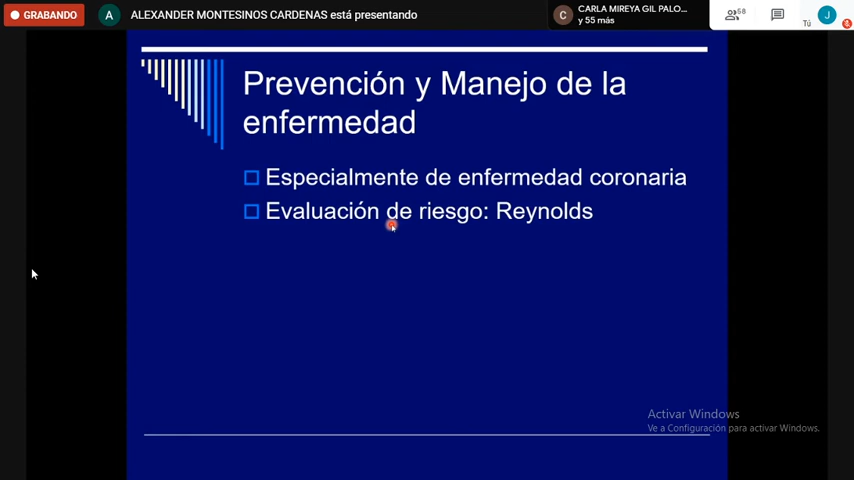 GRABANDO
A
ALEXANDER MONTESINOS CARDENAS está presentando
C
CARLA MIREYA GIL PALO...
y 55 más
58
Tú
J
Prevención y Manejo de la
enfermedad
Especialmente de enfermedad coronaria
Evaluación de riesgo: Reynolds
Activar Windows
Ve a Configuración para activar Windows.